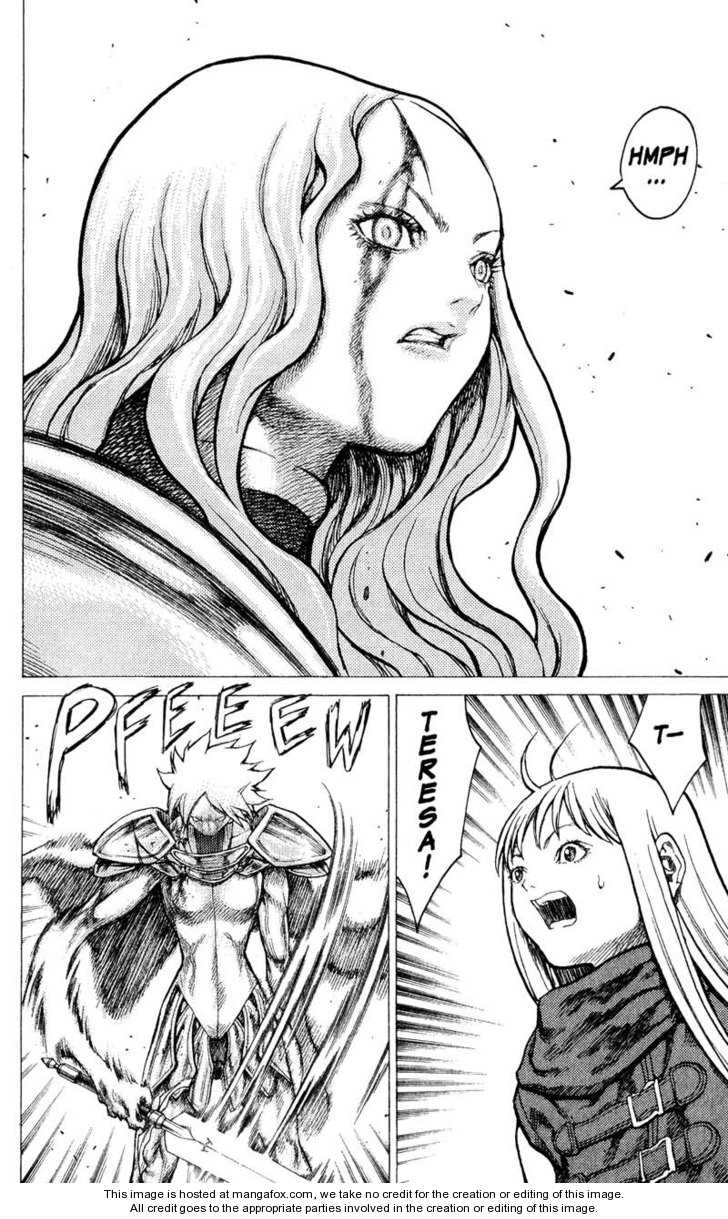 HMPH
...
PFEEEEW
T—
TERESA!
This image is hosted at mangafox.com, we take no credit for the creation or editing of this image.
All credit goes to the appropriate parties involved in the creation or editing of this image.